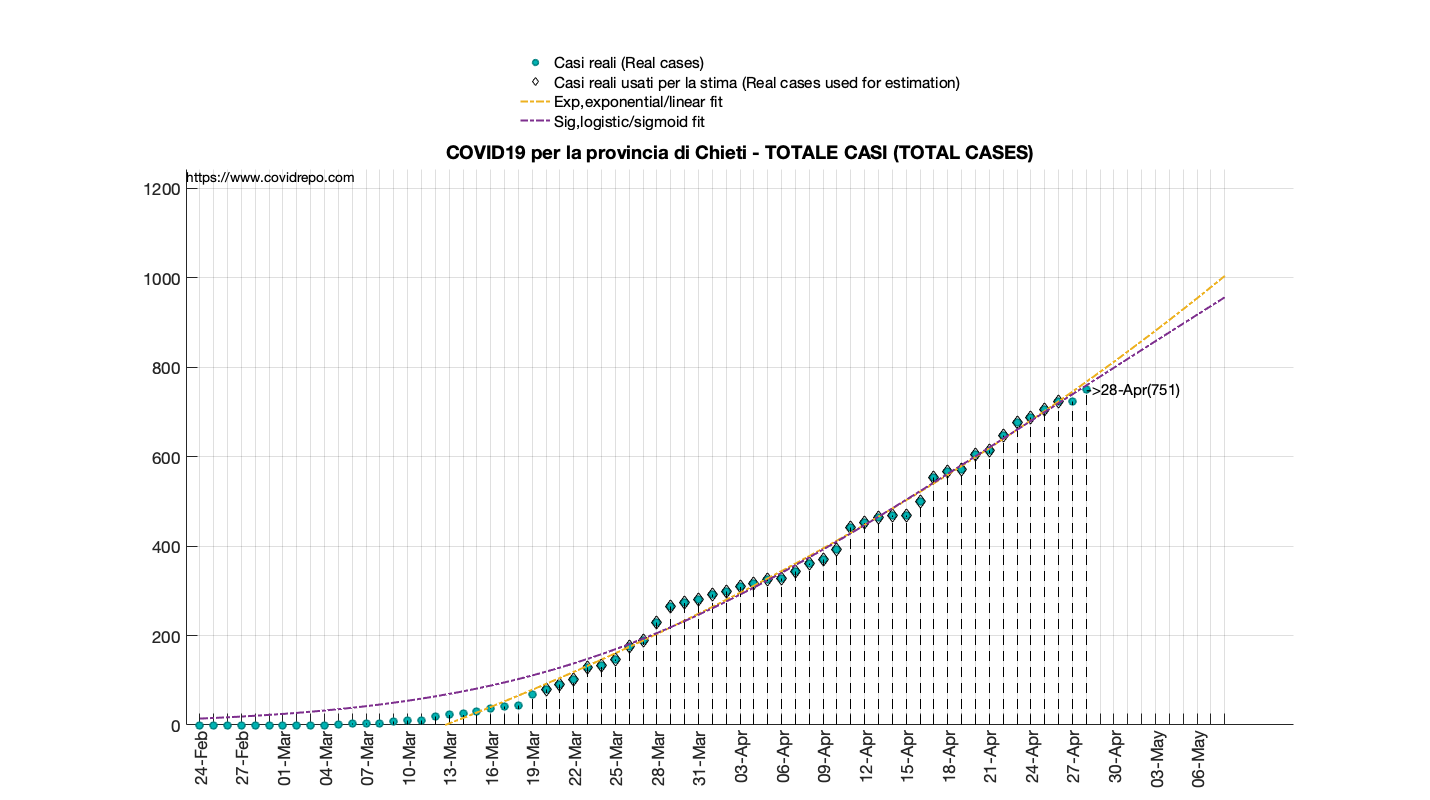 Casi reali (Real cases)
Casi reali usati per la stima (Real cases used for estimation)
Exp,exponential/linear fit
Sig,logistic/sigmoid fit
COVID19 per la provincia di Chieti - TOTALE CASI (TOTAL CASES)
https://www.covidrepo.com
1200
1000
800
600
400
200
0
>28-Apr(751)
24-Feb
27-Feb
01-Mar
04-Mar
07-Mar
10-Mar
13-Mar
16-Mar
19-Mar
22-Mar
25-Mar
28-Mar
31-Mar
03-Apr
06-Apr
09-Apr
12-Apr
15-Apr
18-Apr
21-Apr
24-Apr
27-Apr
30-Apr
03-May
06-May